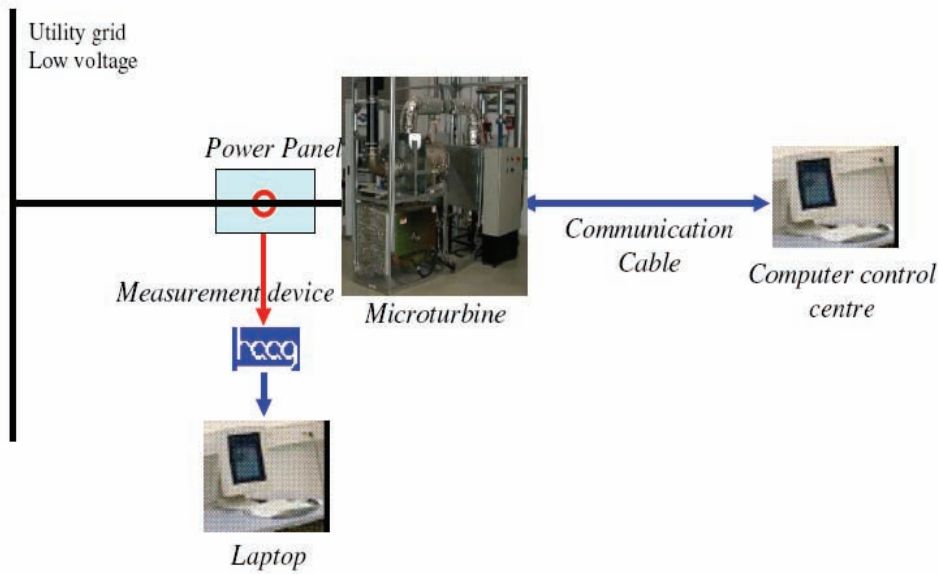 Utility grid
Low voltage
Power Panel
Communication
Cable
Computer control
centre
Measurement device
Microturbine
haag
Laptop